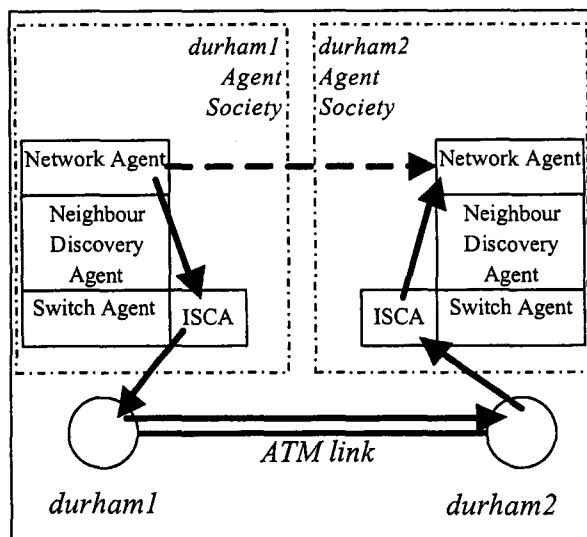 durham1
Agent
Society
durham2
Agent
Society
Network Agent
Neighbour
Discovery
Agent
Switch Agent
ISCA
Network Agent
Neighbour
Discovery
Agent
ISCA
Switch Agent
ATM link
durham1
durham2